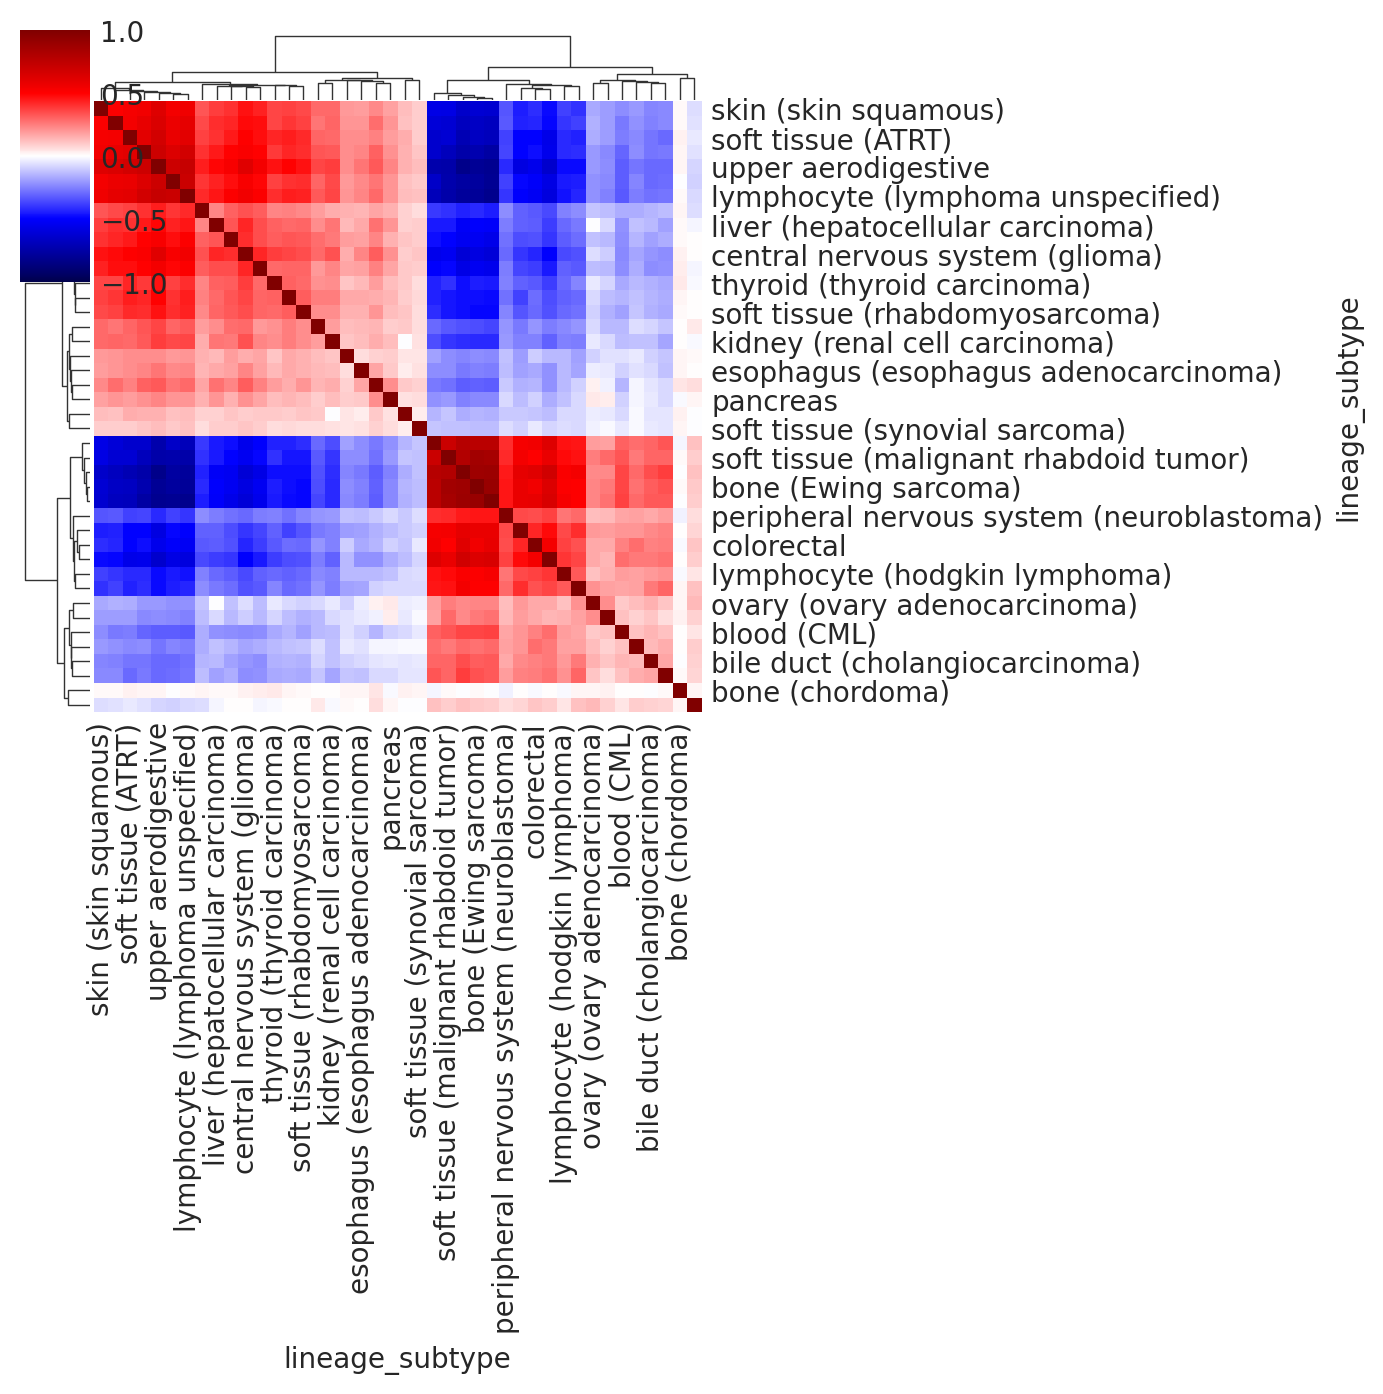 1.0
0.5
0.0
−0.5
−1.0
skin (skin squamous)
soft tissue (ATRT)
upper aerodigestive
lymphocyte (lymphoma unspecified)
liver (hepatocellular carcinoma)
central nervous system (glioma)
thyroid (thyroid carcinoma)
soft tissue (rhabdomyosarcoma)
kidney (renal cell carcinoma)
esophagus (esophagus adenocarcinoma)
pancreas
soft tissue (synovial sarcoma)
soft tissue (malignant rhabdoid tumor)
bone (Ewing sarcoma)
peripheral nervous system (neuroblastoma)
colorectal
lymphocyte (hodgkin lymphoma)
ovary (ovary adenocarcinoma)
blood (CML)
bile duct (cholangiocarcinoma)
bone (chordoma)
lineage_subtype
skin (skin squamous)
soft tissue (ATRT)
upper aerodigestive
lymphocyte (lymphoma unspecified)
liver (hepatocellular carcinoma)
central nervous system (glioma)
thyroid (thyroid carcinoma)
soft tissue (rhabdomyosarcoma)
kidney (renal cell carcinoma)
esophagus (esophagus adenocarcinoma)
pancreas
soft tissue (synovial sarcoma)
soft tissue (malignant rhabdoid tumor)
bone (Ewing sarcoma)
peripheral nervous system (neuroblastoma)
colorectal
lymphocyte (hodgkin lymphoma)
ovary (ovary adenocarcinoma)
blood (CML)
bile duct (cholangiocarcinoma)
bone (chordoma)
lineage_subtype